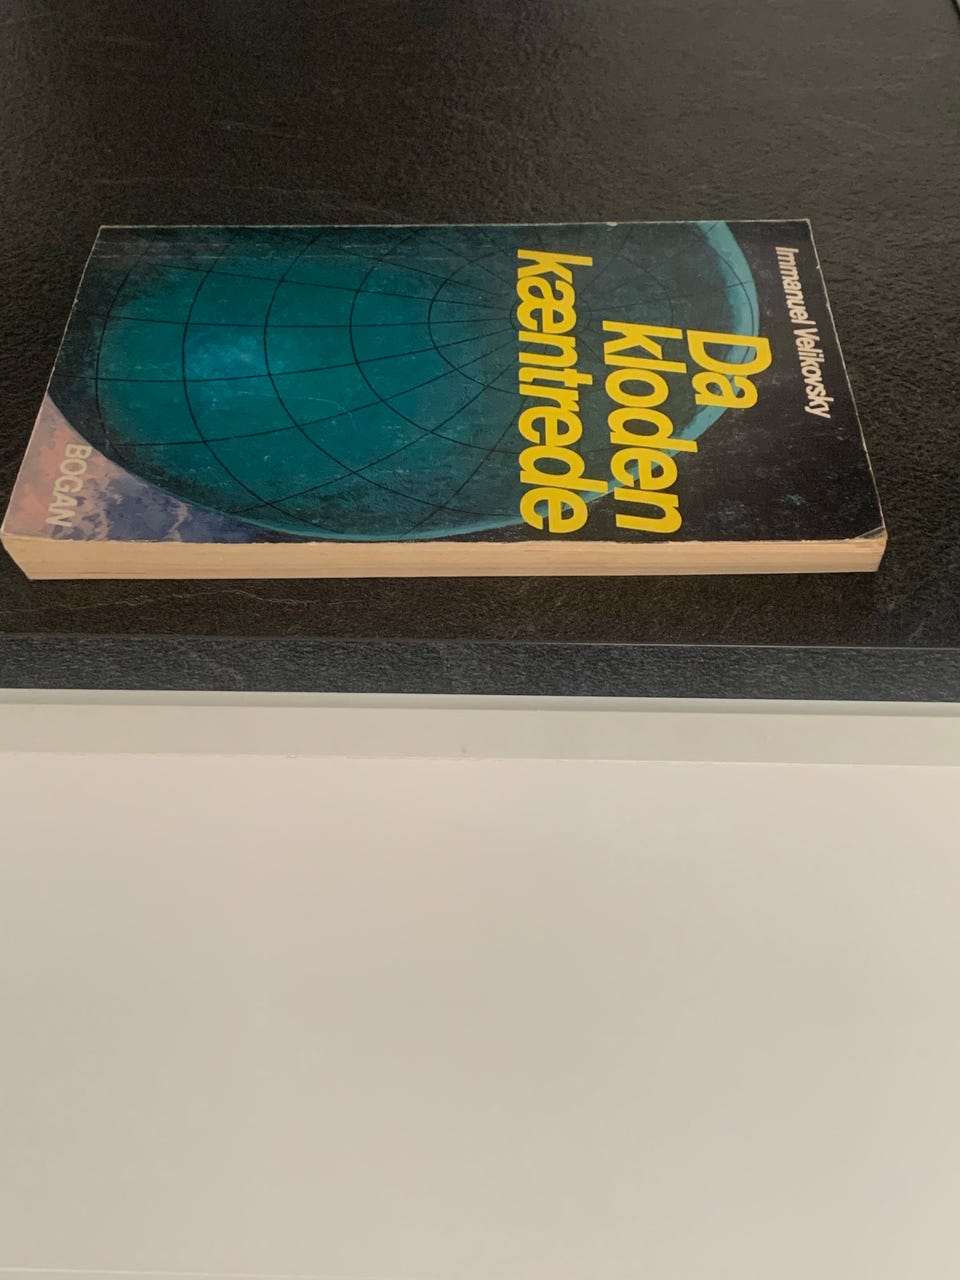 Immanuel Velikovsky
Da
kloden
kæntrede
BOGAN